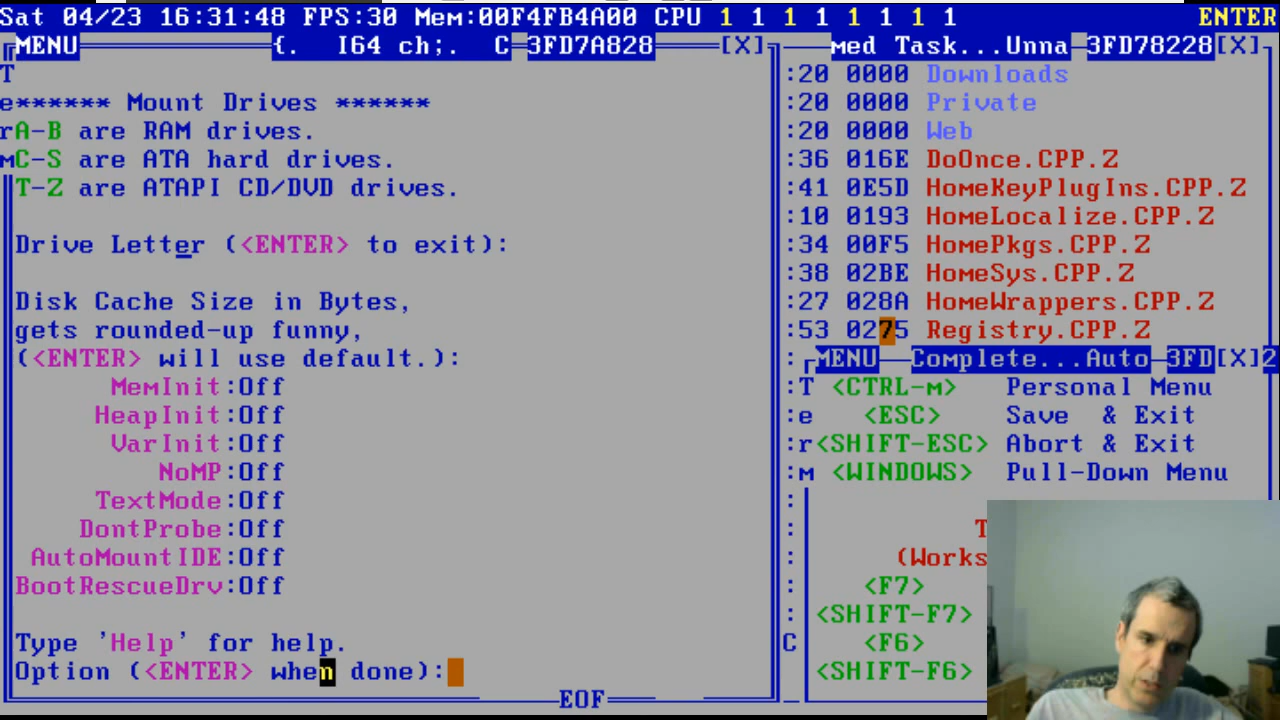 Sat 04/23 16:31:48 FPS:30 Mem:00F4FB4A00 CPU 1 1 1 1 1 1 1 1 ENTER
MENU {. I64 ch;. C 3FD7A828 [X]
T
e****** Mount Drives ******
rA-B are RAM drives.
mC-S are ATA hard drives.
T-Z are ATAPI CD/DVD drives.
Drive Letter (<ENTER> to exit):
Disk Cache Size in Bytes,
gets rounded-up funny,
(<ENTER> will use default.):
MemInit:Off
HeapInit:Off
VarInit:Off
NoMP:Off
TextMode:Off
DontProbe:Off
AutoMountIDE:Off
BootRescueDrv:Off
Type 'Help' for help.
Option (<ENTER> when done):
EOF
med Task...Unna 3FD78228[X]
:20 0000 Downloads
:20 0000 Private
:20 0000 Web
:36 016E DoOnce.CPP.Z
:41 0E5D HomeKeyPlugIns.CPP.Z
:10 0193 HomeLocalize.CPP.Z
:34 00F5 HomePkgs.CPP.Z
:38 02BE HomeSys.CPP.Z
:27 028A HomeWrappers.CPP.Z
:53 0275 Registry.CPP.Z
: MENU Complete...Auto 3FD[X]2
:T <CTRL-m> Personal Menu
:e <ESC> Save & Exit
:r<SHIFT-ESC> Abort & Exit
:m <WINDOWS> Pull-Down Menu
:
: T
: (Works
: <F7>
: <SHIFT-F7>
C <F6>
<SHIFT-F6>